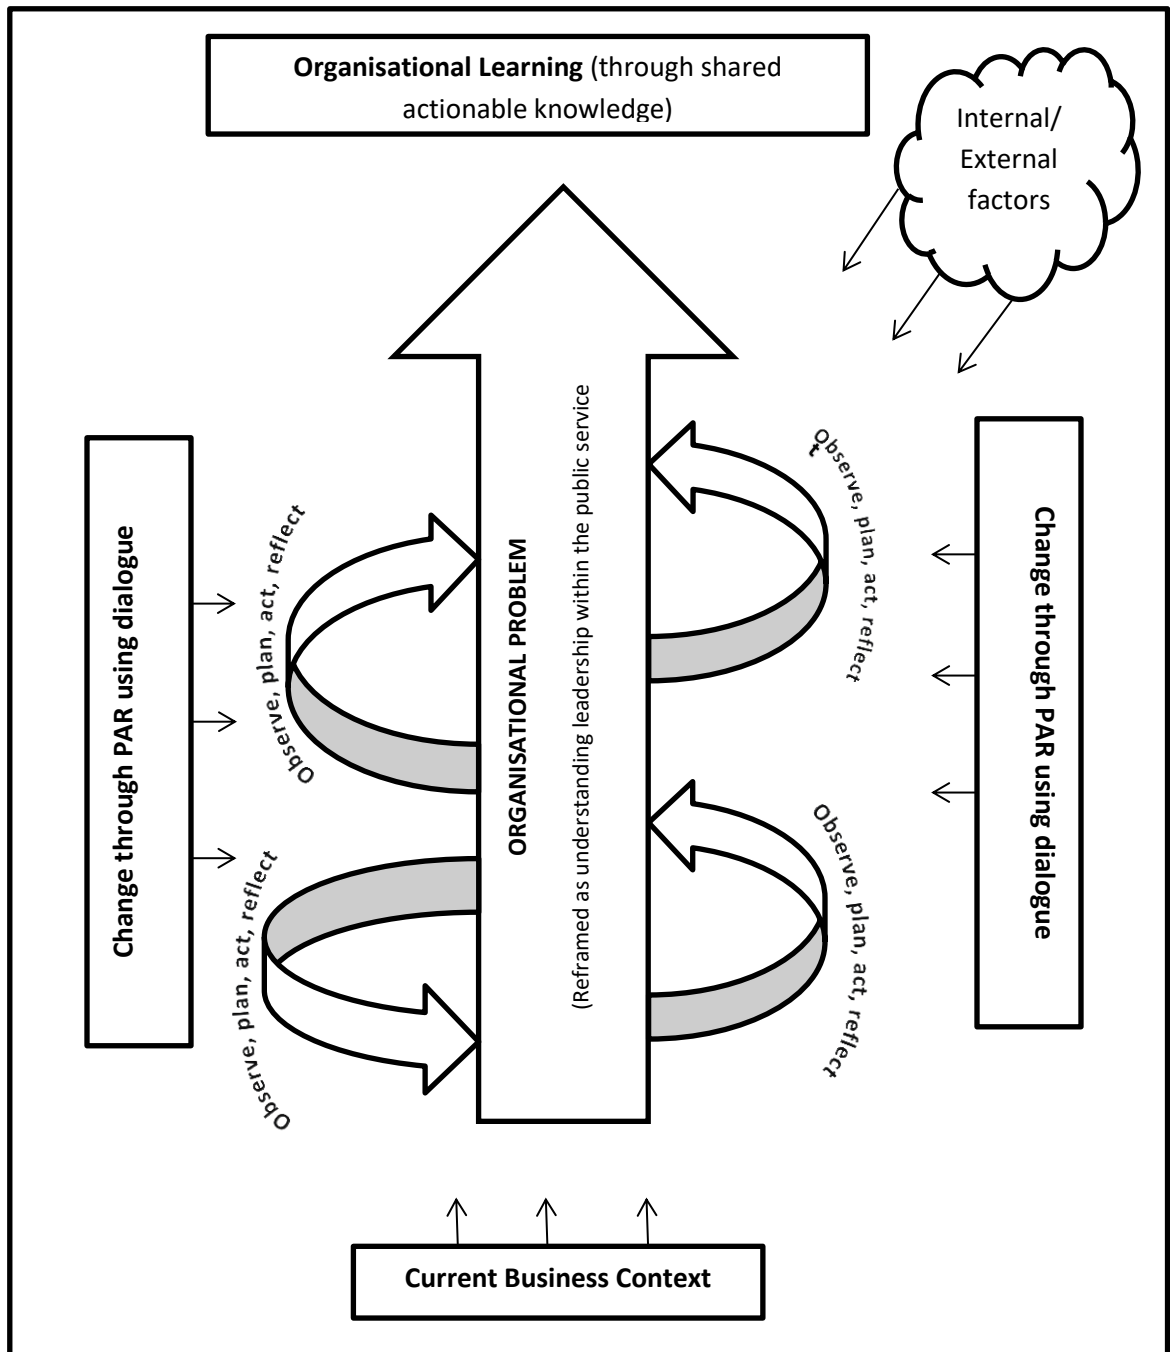 Organisational Learning (through shared
actionable knowledge)
Internal/
External
factors
Change through PAR using dialogue
Observe, plan, act, reflect
Observe, plan, act, reflect
ORGANISATIONAL PROBLEM
(Reframed as understanding leadership within the public service
Observe, plan, act, reflect
t
Observe, plan, act, reflect
Change through PAR using dialogue
Current Business Context